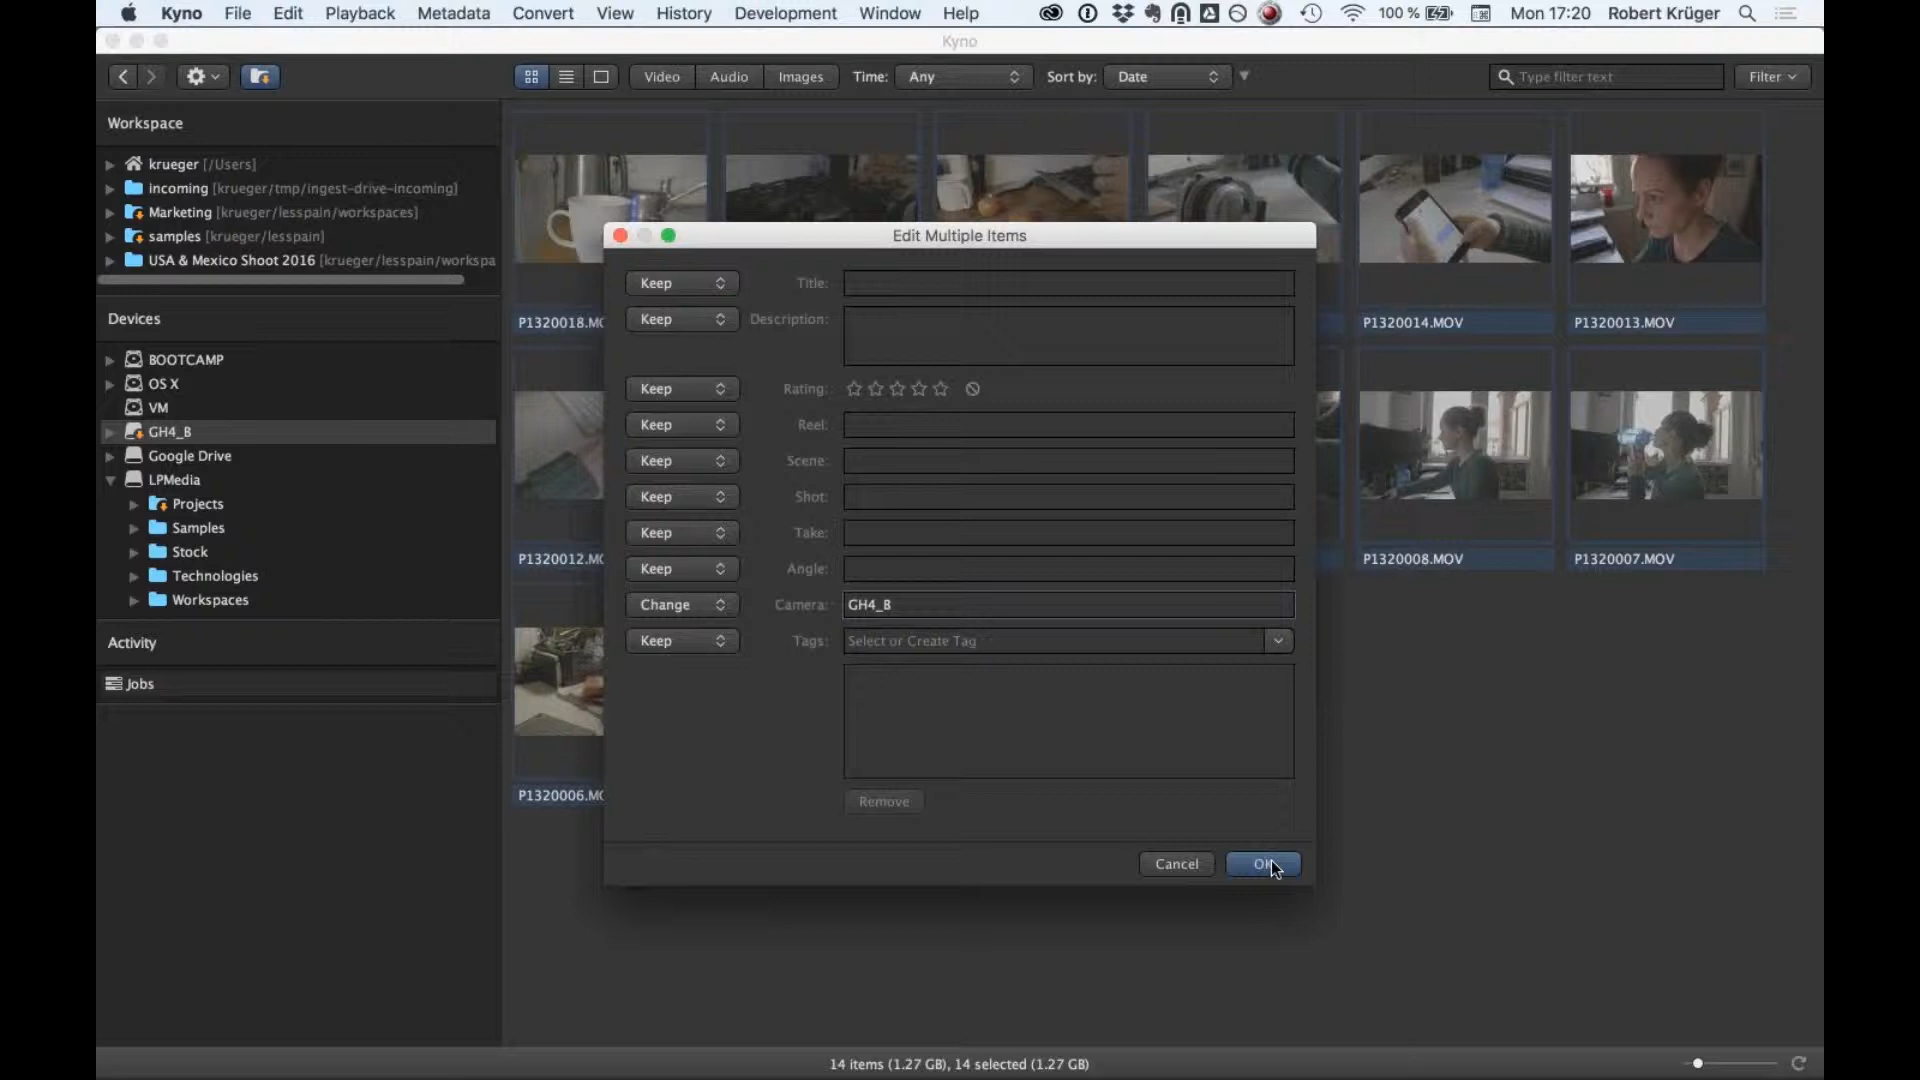 Kyno File Edit Playback Metadata Convert View History Development Window Help 100 % Mon 17:20 Robert Krüger
Kyno
Video Audio Images Time: Any Sort by: Date Type filter text Filter
Workspace
krueger [/Users]
incoming [krueger/tmp/ingest-drive-incoming]
Marketing [krueger/lesspain/workspaces]
samples [krueger/lesspain]
USA & Mexico Shoot 2016 [krueger/lesspain/workspa
Devices
BOOTCAMP
OS X
VM
GH4_B
Google Drive
LPMedia
Projects
Samples
Stock
Technologies
Workspaces
Activity
Jobs
P1320018.MO
P1320014.MOV
P1320013.MOV
P1320012.MO
P1320008.MOV
P1320007.MOV
P1320006.MO
Edit Multiple Items
Keep Title:
Keep Description:
Keep Rating:
Keep Reel:
Keep Scene:
Keep Shot:
Keep Take:
Keep Angle:
Change Camera: GH4_B
Keep Tags: Select or Create Tag
Remove
Cancel OK
14 items (1.27 GB), 14 selected (1.27 GB)